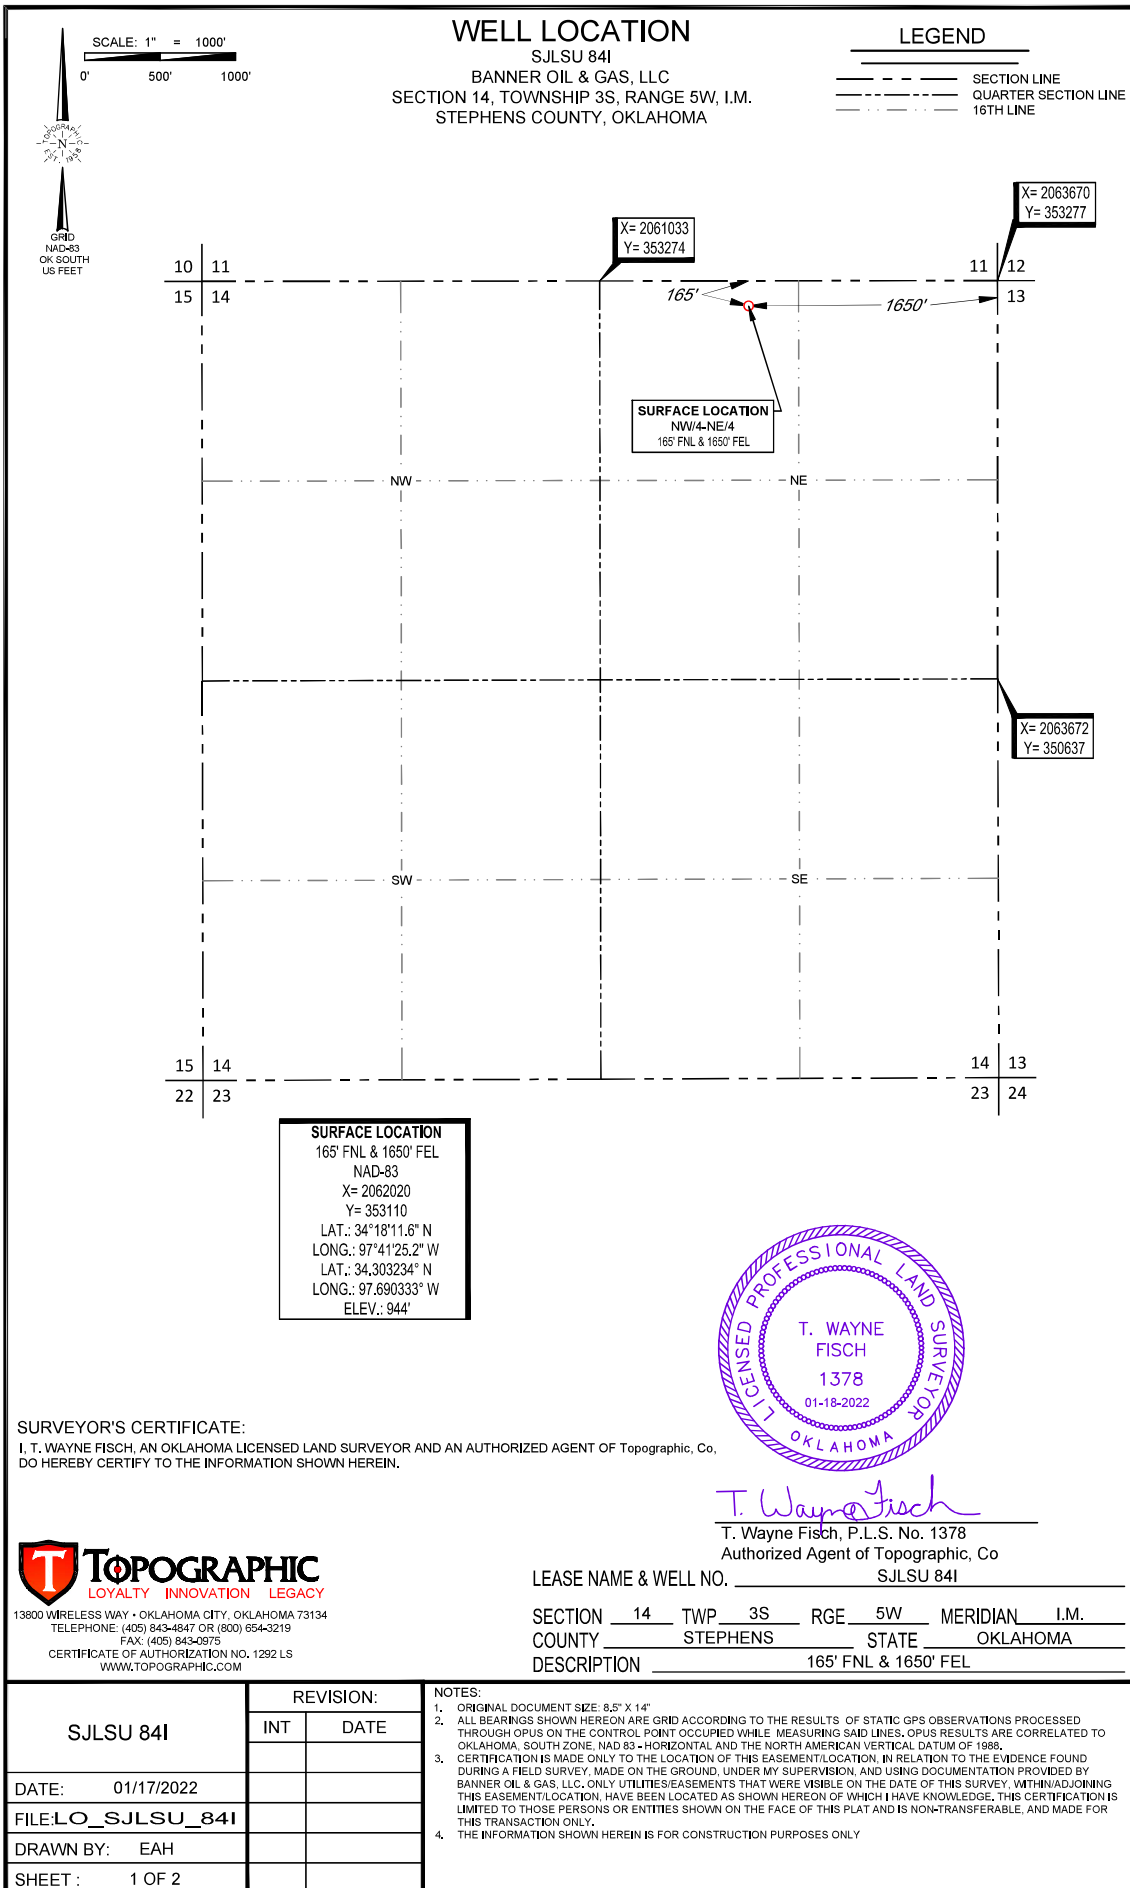 WELL LOCATION
SJLSU 84I
BANNER OIL & GAS, LLC
SECTION 14, TOWNSHIP 3S, RANGE 5W, I.M.
STEPHENS COUNTY, OKLAHOMA
SCALE: 1" = 1000'
0' 500' 1000'
TOPOGRAPHIC
N
EST. 1958
GRID
NAD-83
OK SOUTH
US FEET
LEGEND
SECTION LINE
QUARTER SECTION LINE
16TH LINE
X= 2063670
Y= 353277
X= 2061033
Y= 353274
10 11
15 14
11 12
13
165'
1650'
SURFACE LOCATION
NW/4-NE/4
165' FNL & 1650' FEL
NW
NE
X= 2063672
Y= 350637
SW
SE
15 14
22 23
14 13
23 24
SURFACE LOCATION
165' FNL & 1650' FEL
NAD-83
X= 2062020
Y= 353110
LAT.: 34°18'11.6" N
LONG.: 97°41'25.2" W
LAT.: 34.303234° N
LONG.: 97.690333° W
ELEV.: 944'
LICENSED PROFESSIONAL LAND SURVEYOR
T. WAYNE
FISCH
1378
01-18-2022
OKLAHOMA
SURVEYOR'S CERTIFICATE:
I, T. WAYNE FISCH, AN OKLAHOMA LICENSED LAND SURVEYOR AND AN AUTHORIZED AGENT OF Topographic, Co,
DO HEREBY CERTIFY TO THE INFORMATION SHOWN HEREIN.
T. Wayne Fisch
T. Wayne Fisch, P.L.S. No. 1378
Authorized Agent of Topographic, Co
T TOPOGRAPHIC
LOYALTY INNOVATION LEGACY
13800 WIRELESS WAY • OKLAHOMA CITY, OKLAHOMA 73134
TELEPHONE: (405) 843-4847 OR (800) 654-3219
FAX: (405) 843-0975
CERTIFICATE OF AUTHORIZATION NO. 1292 LS
WWW.TOPOGRAPHIC.COM
LEASE NAME & WELL NO. SJLSU 84I
SECTION 14 TWP 3S RGE 5W MERIDIAN I.M.
COUNTY STEPHENS STATE OKLAHOMA
DESCRIPTION 165' FNL & 1650' FEL
SJLSU 84I
REVISION:
INT DATE
DATE: 01/17/2022
FILE:LO_SJLSU_84I
DRAWN BY: EAH
SHEET : 1 OF 2
NOTES:
1. ORIGINAL DOCUMENT SIZE: 8.5" X 14"
2. ALL BEARINGS SHOWN HEREON ARE GRID ACCORDING TO THE RESULTS OF STATIC GPS OBSERVATIONS PROCESSED
THROUGH OPUS ON THE CONTROL POINT OCCUPIED WHILE MEASURING SAID LINES. OPUS RESULTS ARE CORRELATED TO
OKLAHOMA, SOUTH ZONE, NAD 83 - HORIZONTAL AND THE NORTH AMERICAN VERTICAL DATUM OF 1988.
3. CERTIFICATION IS MADE ONLY TO THE LOCATION OF THIS EASEMENT/LOCATION, IN RELATION TO THE EVIDENCE FOUND
DURING A FIELD SURVEY, MADE ON THE GROUND, UNDER MY SUPERVISION, AND USING DOCUMENTATION PROVIDED BY
BANNER OIL & GAS, LLC. ONLY UTILITIES/EASEMENTS THAT WERE VISIBLE ON THE DATE OF THIS SURVEY, WITHIN/ADJOINING
THIS EASEMENT/LOCATION, HAVE BEEN LOCATED AS SHOWN HEREON OF WHICH I HAVE KNOWLEDGE. THIS CERTIFICATION IS
LIMITED TO THOSE PERSONS OR ENTITIES SHOWN ON THE FACE OF THIS PLAT AND IS NON-TRANSFERABLE, AND MADE FOR
THIS TRANSACTION ONLY.
4. THE INFORMATION SHOWN HEREIN IS FOR CONSTRUCTION PURPOSES ONLY